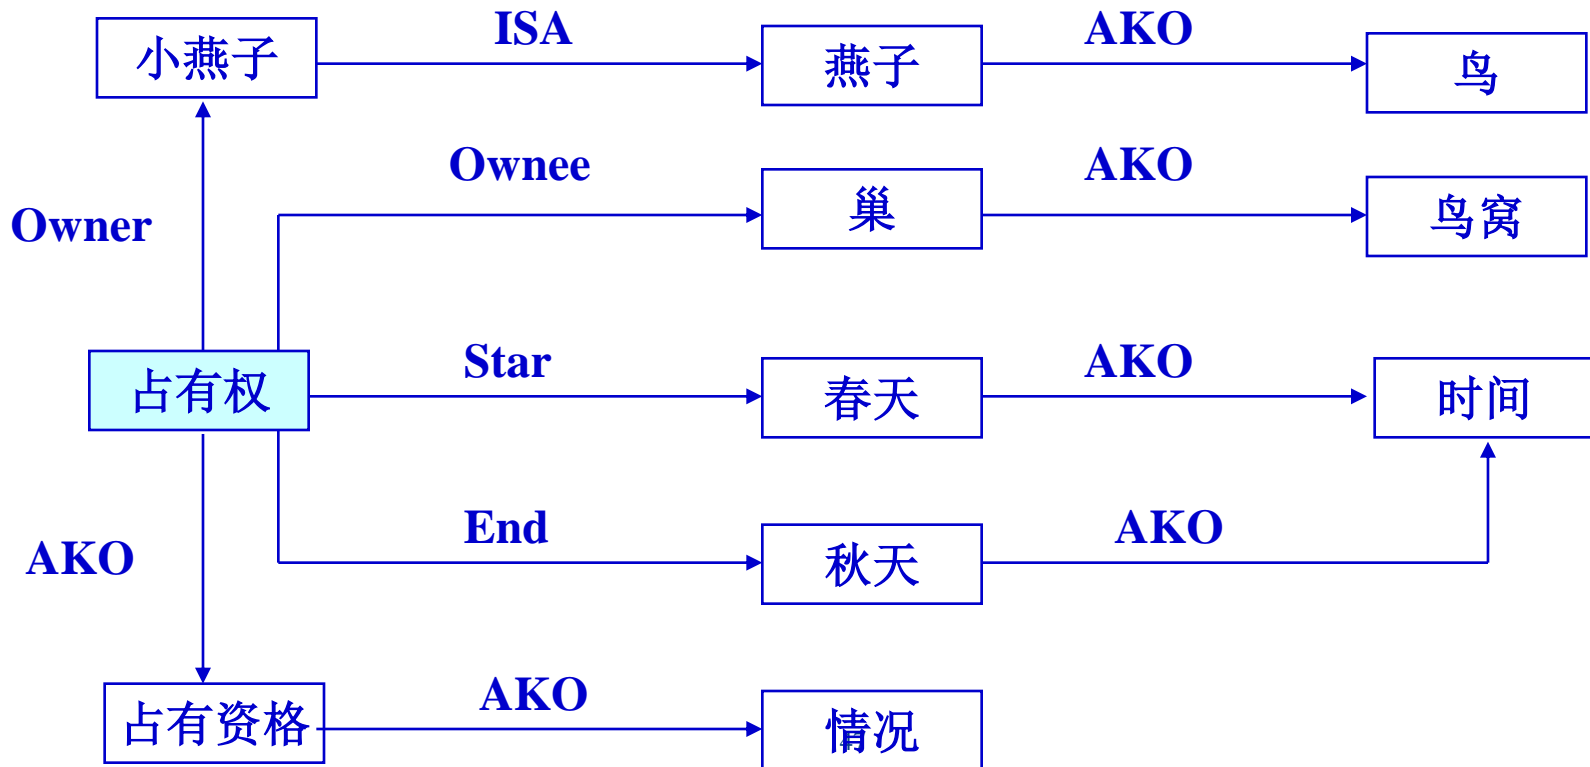 小燕子
ISA
燕子
AKO
鸟
Owner
Ownee
巢
AKO
鸟窝
占有权
Star
春天
AKO
时间
AKO
End
秋天
AKO
占有资格
AKO
情况